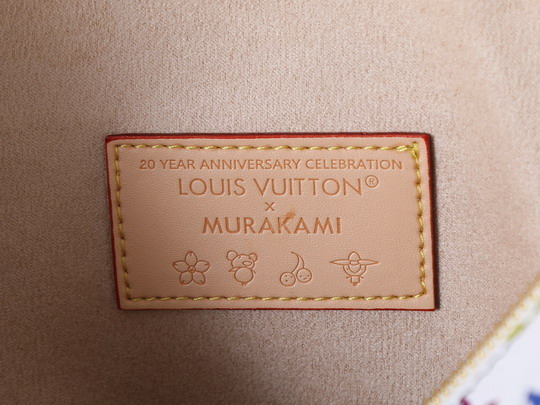 20 YEAR ANNIVERSARY CELEBRATION
LOUIS VUITTON®
×
MURAKAMI